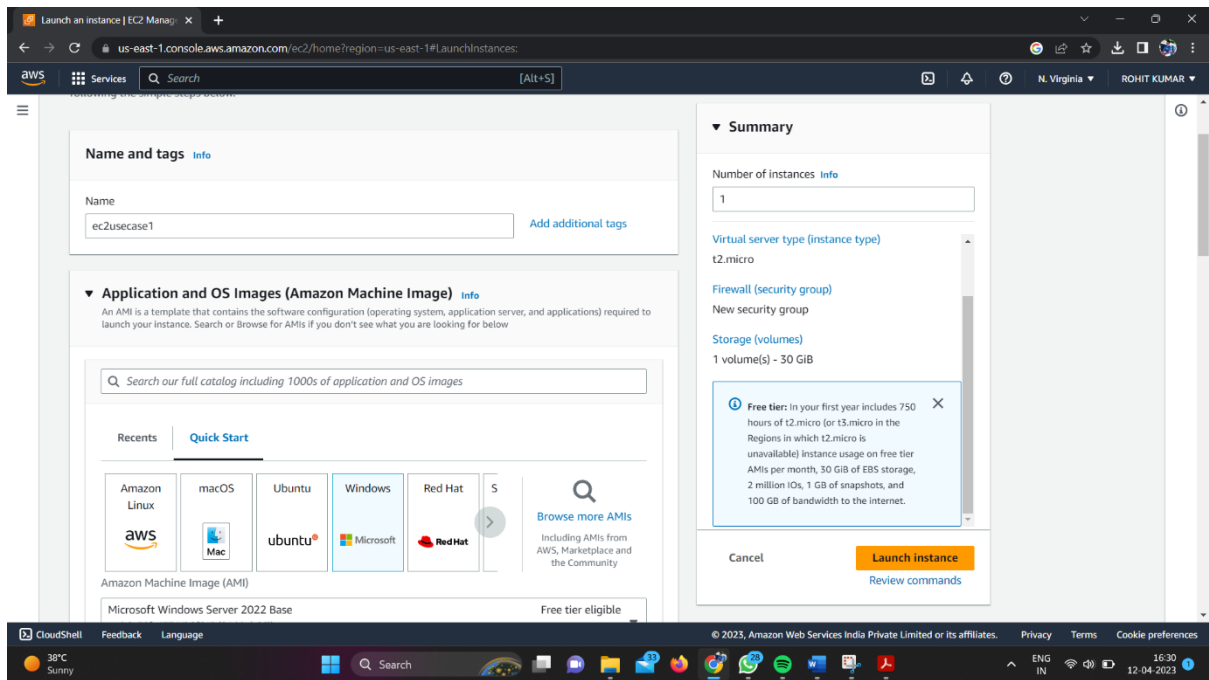 Launch an instance | EC2 Manag
us-east-1.console.aws.amazon.com/ec2/home?region=us-east-1#LaunchInstances:
aws
Services
Search
[Alt+S]
N. Virginia
ROHIT KUMAR
following the simple steps below.
Name and tags Info
Name
ec2usecase1
Add additional tags
Application and OS Images (Amazon Machine Image) Info
An AMI is a template that contains the software configuration (operating system, application server, and applications) required to
launch your instance. Search or Browse for AMIs if you don't see what you are looking for below
Search our full catalog including 1000s of application and OS images
Recents
Quick Start
Amazon
Linux
aws
macOS
Mac
Ubuntu
ubuntu
Windows
Microsoft
Red Hat
Red Hat
S
Browse more AMIs
Including AMIs from
AWS, Marketplace and
the Community
Amazon Machine Image (AMI)
Microsoft Windows Server 2022 Base
Free tier eligible
Summary
Number of instances Info
1
Virtual server type (instance type)
t2.micro
Firewall (security group)
New security group
Storage (volumes)
1 volume(s) - 30 GiB
Free tier: In your first year includes 750
hours of t2.micro (or t3.micro in the
Regions in which t2.micro is
unavailable) instance usage on free tier
AMIs per month, 30 GiB of EBS storage,
2 million IOs, 1 GB of snapshots, and
100 GB of bandwidth to the internet.
Cancel
Launch instance
Review commands
CloudShell
Feedback
Language
© 2023, Amazon Web Services India Private Limited or its affiliates.
Privacy
Terms
Cookie preferences
38°C
Sunny
Search
33
28
ENG
IN
16:30
12-04-2023
1